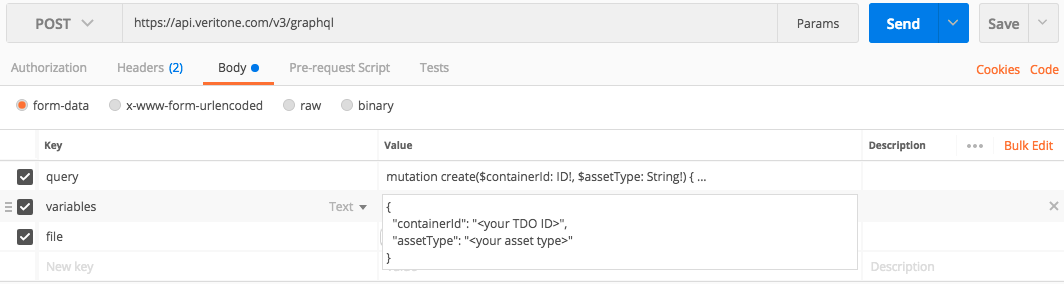 POST https://api.veritone.com/v3/graphql Params Send Save
Authorization Headers (2) Body Pre-request Script Tests Cookies Code
form-data x-www-form-urlencoded raw binary
Key Value Description ••• Bulk Edit
query mutation create($containerId: ID!, $assetType: String!) { ...
variables Text {
"containerId": "<your TDO ID>",
file "assetType": "<your asset type>"
}
New key Description